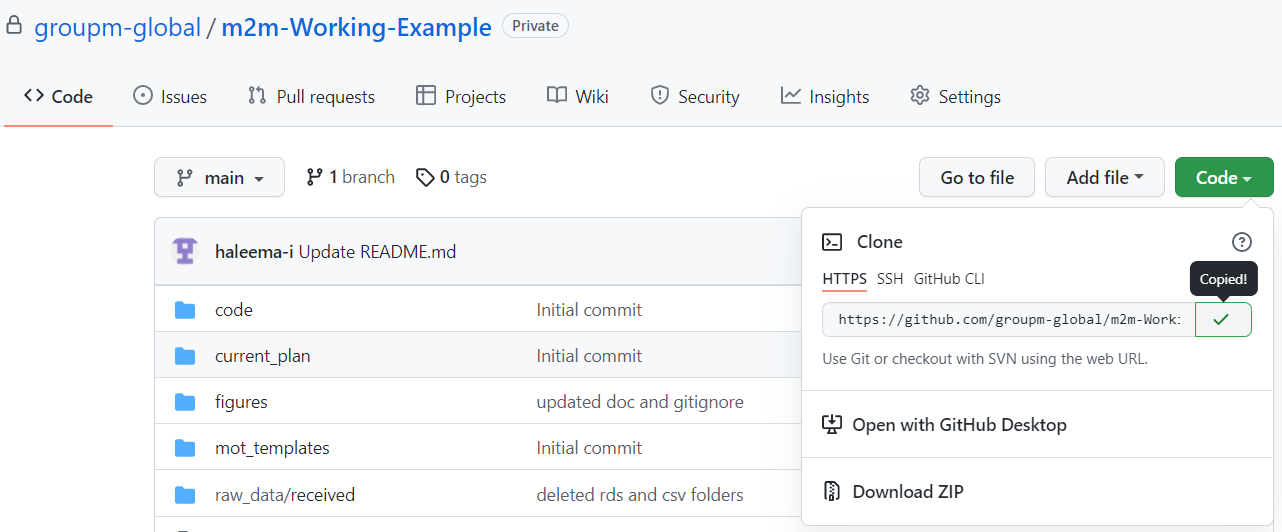 groupm-global / m2m-Working-Example Private
Code Issues Pull requests Projects Wiki Security Insights Settings
main 1 branch 0 tags Go to file Add file Code
haleema-i Update README.md
code Initial commit
current_plan Initial commit
figures updated doc and gitignore
mot_templates Initial commit
raw_data/received deleted rds and csv folders
Clone
HTTPS SSH GitHub CLI
Copied!
https://github.com/groupm-global/m2m-Worki
Use Git or checkout with SVN using the web URL.
Open with GitHub Desktop
Download ZIP